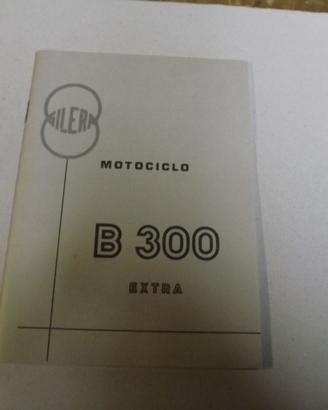 GILERA
MOTOCICLO
B 300
EXTRA